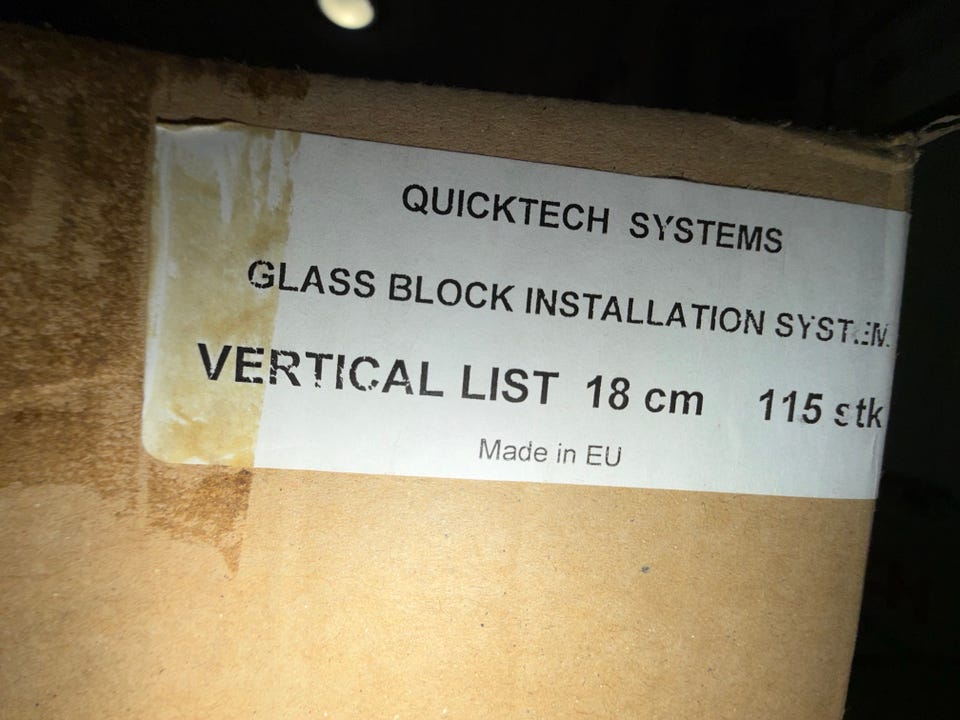 QUICKTECH SYSTEMS
GLASS BLOCK INSTALLATION SYSTEM
VERTICAL LIST 18 cm 115 stk
Made in EU